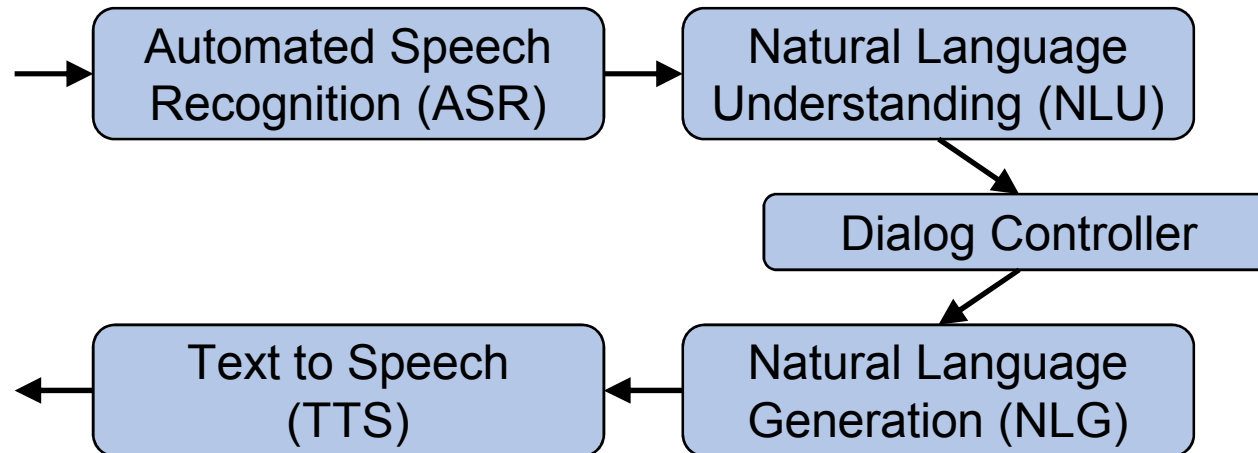 Automated Speech
Recognition (ASR)
Natural Language
Understanding (NLU)
Dialog Controller
Natural Language
Generation (NLG)
Text to Speech
(TTS)